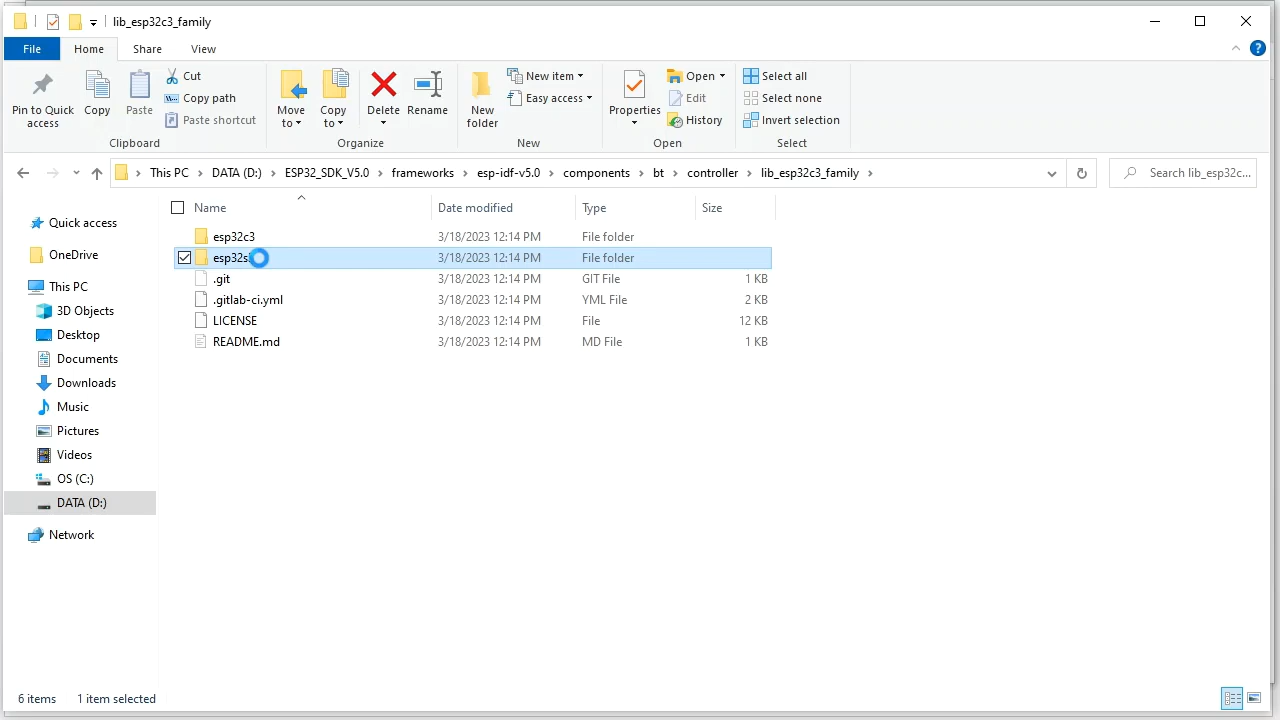 lib_esp32c3_family
File Home Share View
Pin to Quick access
Copy
Paste
Cut
Copy path
Paste shortcut
Clipboard
Move to
Copy to
Delete
Rename
Organize
New folder
New item
Easy access
New
Properties
Open
Edit
History
Open
Select all
Select none
Invert selection
Select
This PC > DATA (D:) > ESP32_SDK_V5.0 > frameworks > esp-idf-v5.0 > components > bt > controller > lib_esp32c3_family >
Search lib_esp32c...
Name Date modified Type Size
Quick access
OneDrive
This PC
3D Objects
Desktop
Documents
Downloads
Music
Pictures
Videos
OS (C:)
DATA (D:)
Network
esp32c3 3/18/2023 12:14 PM File folder
3/18/2023 12:14 PM File folder
.git 3/18/2023 12:14 PM GIT File 1 KB
.gitlab-ci.yml 3/18/2023 12:14 PM YML File 2 KB
LICENSE 3/18/2023 12:14 PM File 12 KB
README.md 3/18/2023 12:14 PM MD File 1 KB
6 items 1 item selected